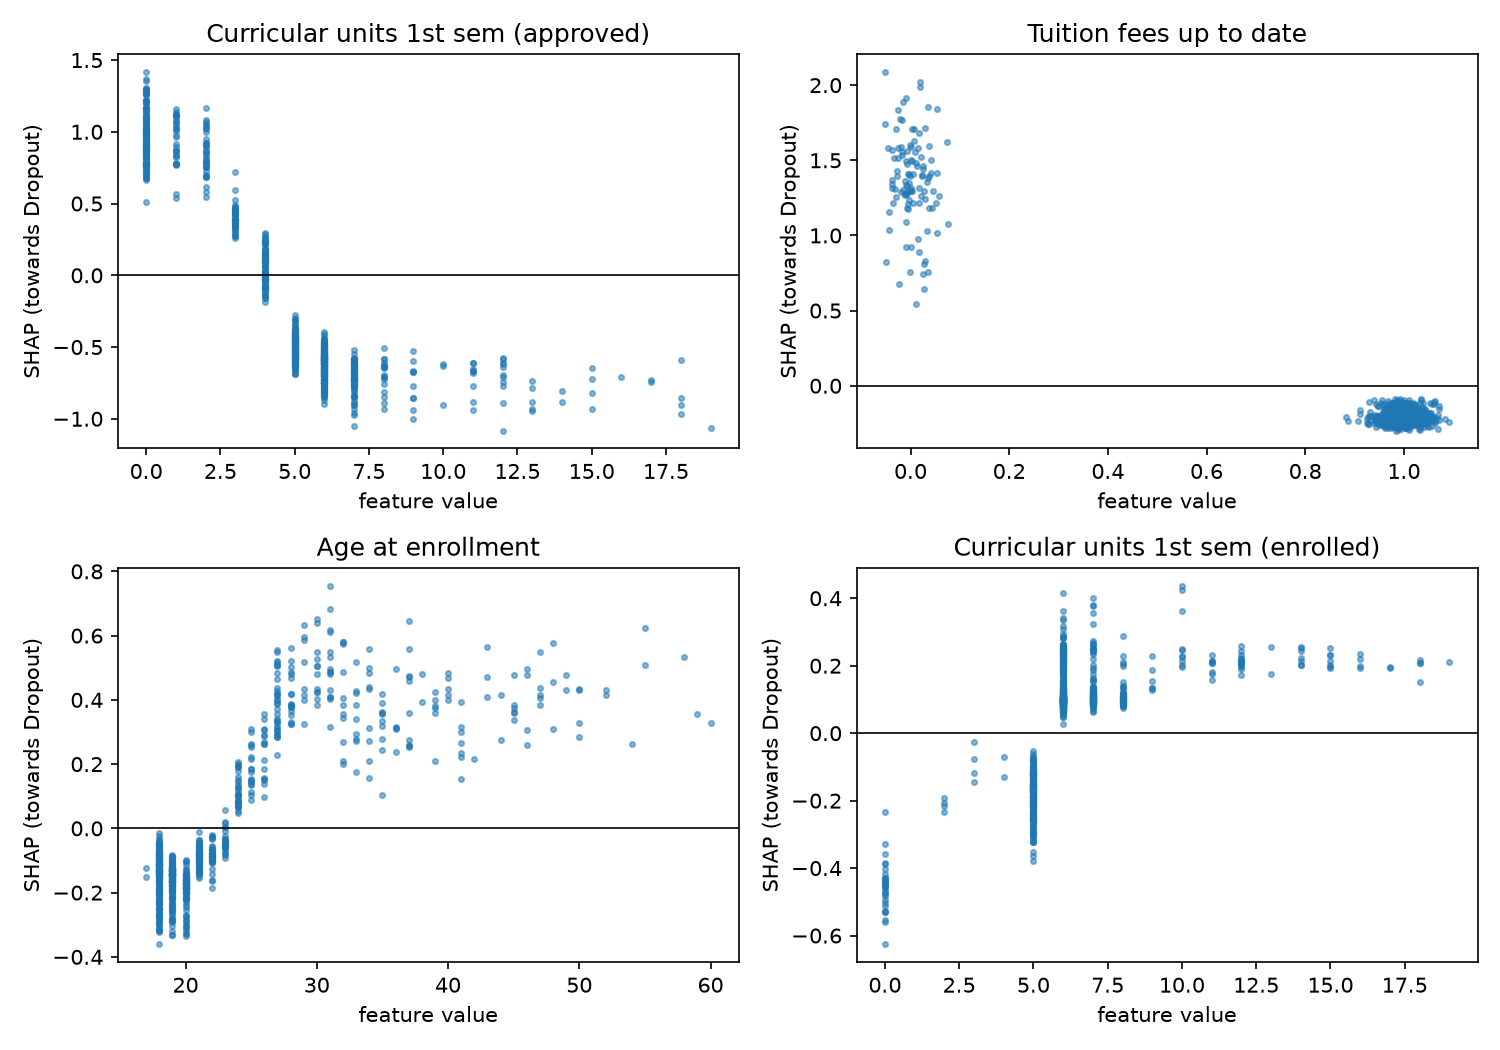 Curricular units 1st sem (approved)
SHAP (towards Dropout)
1.5
1.0
0.5
0.0
−0.5
−1.0
0.0 2.5 5.0 7.5 10.0 12.5 15.0 17.5
feature value
Tuition fees up to date
SHAP (towards Dropout)
2.0
1.5
1.0
0.5
0.0
0.0 0.2 0.4 0.6 0.8 1.0
feature value
Age at enrollment
SHAP (towards Dropout)
0.8
0.6
0.4
0.2
0.0
−0.2
−0.4
20 30 40 50 60
feature value
Curricular units 1st sem (enrolled)
SHAP (towards Dropout)
0.4
0.2
0.0
−0.2
−0.4
−0.6
0.0 2.5 5.0 7.5 10.0 12.5 15.0 17.5
feature value